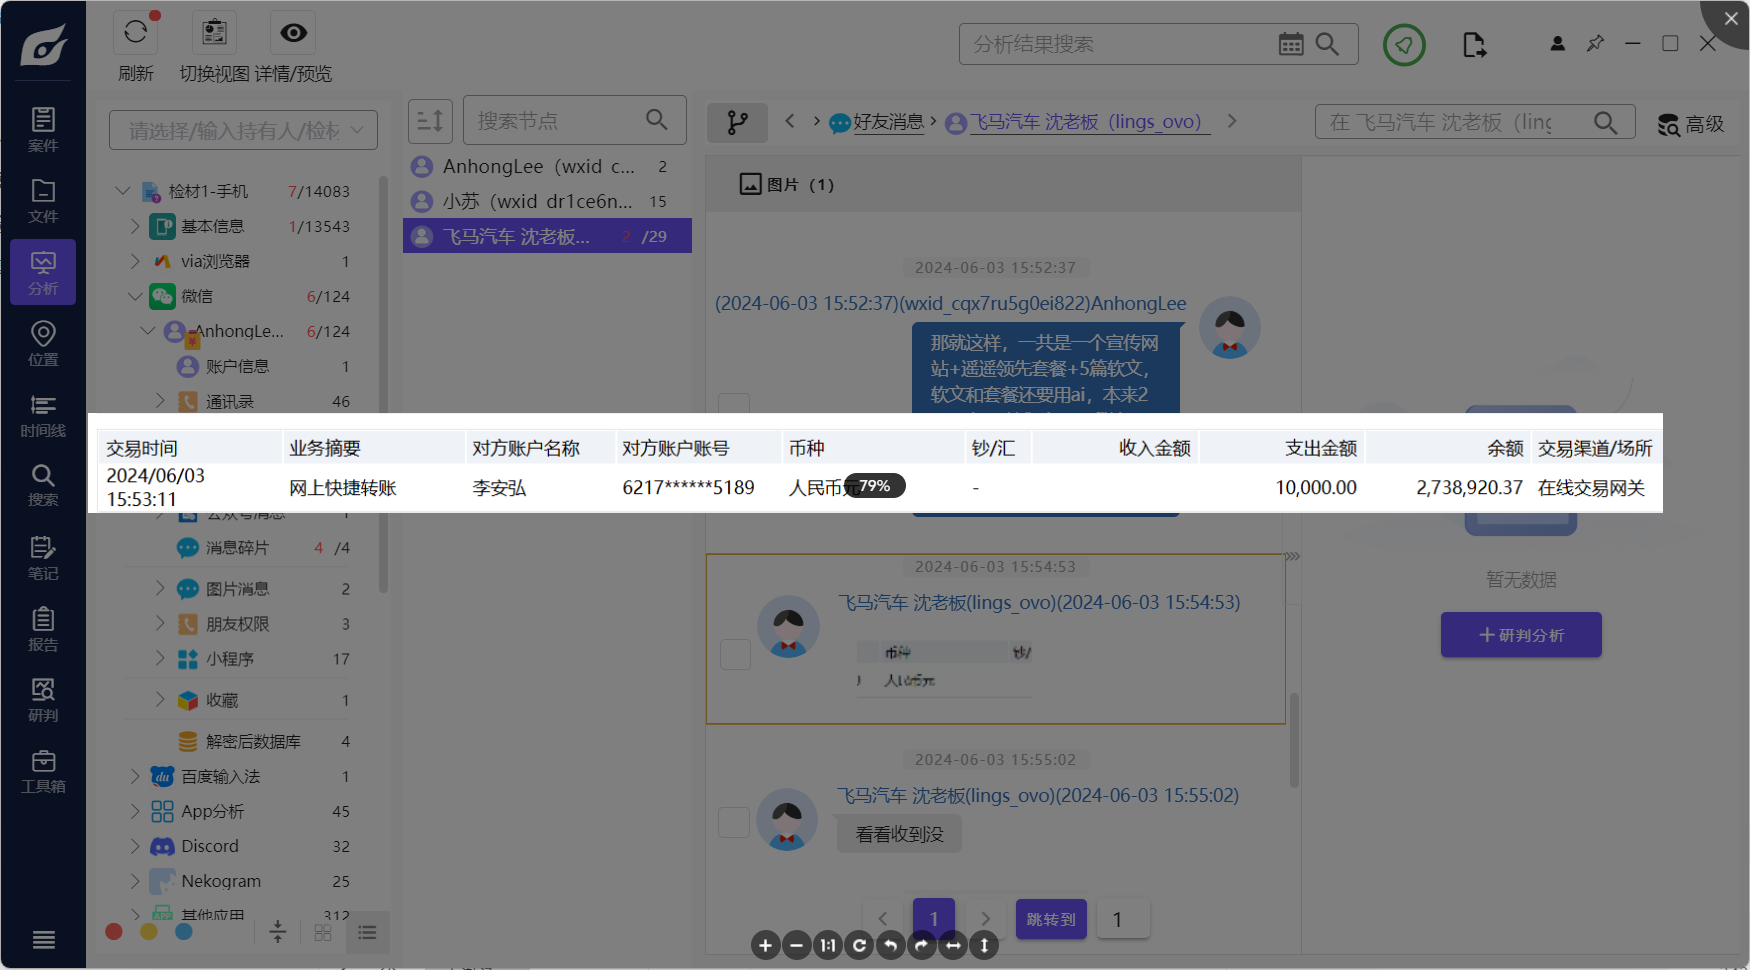 刷新
切换视图
详情/预览
分析结果搜索
案件
文件
分析
位置
时间线
搜索
笔记
报告
研判
工具箱
请选择/输入持有人/检材
检材1-手机 7/14083
基本信息 1/13543
via浏览器 1
微信 6/124
AnhongLe... 6/124
账户信息 1
通讯录 46
公众号消息 1
消息碎片 4 /4
图片消息 2
朋友权限 3
小程序 17
收藏 1
解密后数据库 4
百度输入法 1
App分析 45
Discord 32
Nekogram 25
其他应用 312
搜索节点
AnhongLee（wxid_c... 2
小苏（wxid_dr1ce6n... 15
飞马汽车 沈老板... 2 /29
好友消息
飞马汽车 沈老板（lings_ovo）
在 飞马汽车 沈老板（ling
高级
图片（1）
2024-06-03 15:52:37
(2024-06-03 15:52:37)(wxid_cqx7ru5g0ei822)AnhongLee
那就这样，一共是一个宣传网
站+遥遥领先套餐+5篇软文，
软文和套餐还要用ai，本来2
交易时间 业务摘要 对方账户名称 对方账户账号 币种 钞/汇 收入金额 支出金额 余额 交易渠道/场所
2024/06/03
15:53:11 网上快捷转账 李安弘 6217******5189 人民币元 - 10,000.00 2,738,920.37 在线交易网关
79%
2024-06-03 15:54:53
飞马汽车 沈老板(lings_ovo)(2024-06-03 15:54:53)
币种 钞/
人民币元
2024-06-03 15:55:02
飞马汽车 沈老板(lings_ovo)(2024-06-03 15:55:02)
看看收到没
1
跳转到
1
1:1
暂无数据
研判分析